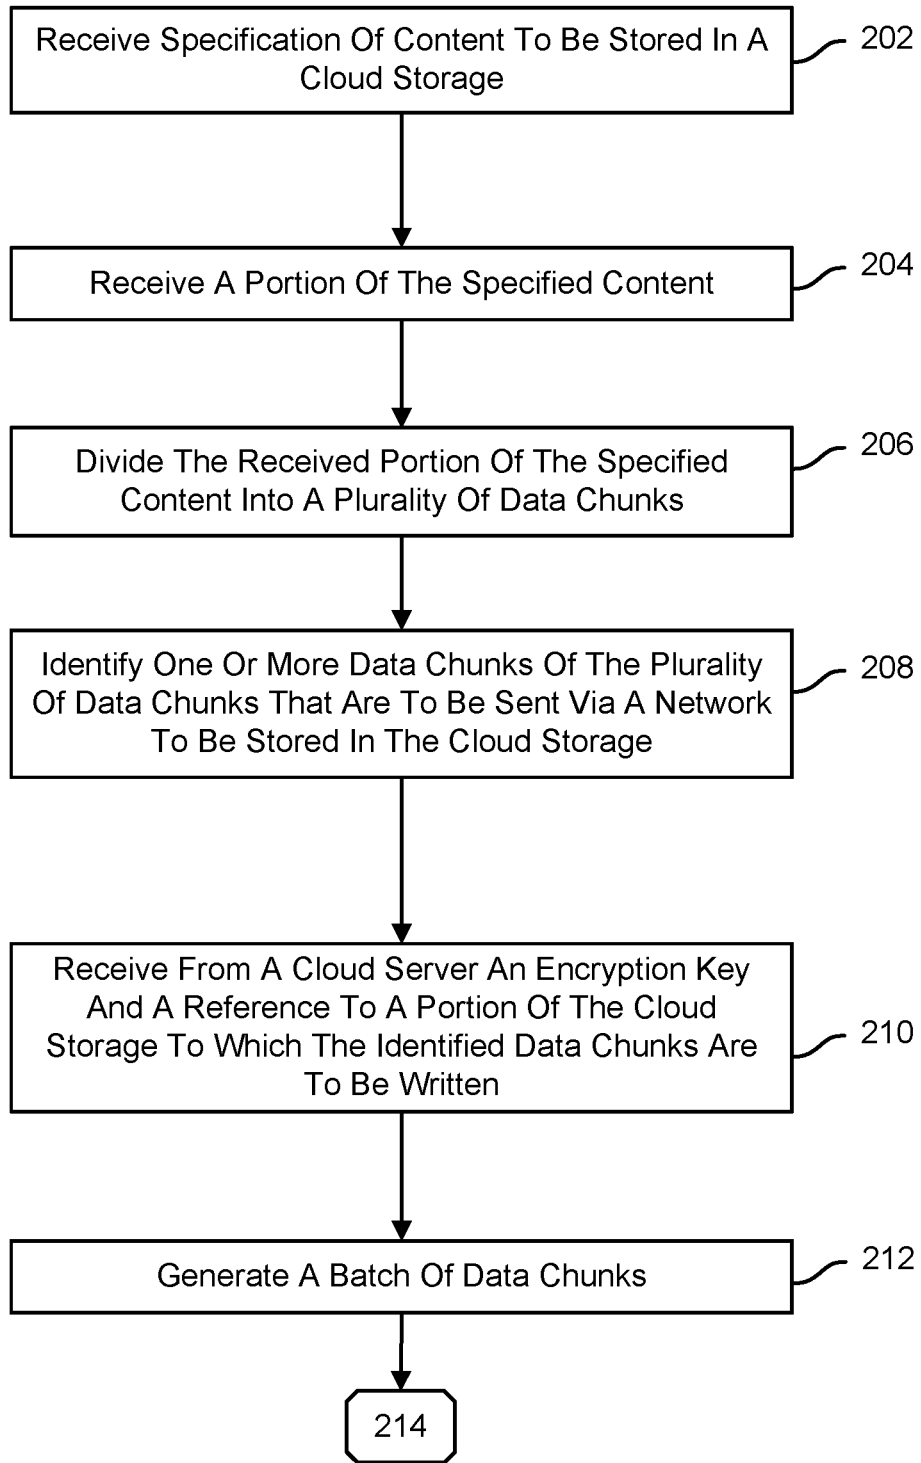 Receive Specification Of Content To Be Stored In A
Cloud Storage
202
Receive A Portion Of The Specified Content
204
Divide The Received Portion Of The Specified
Content Into A Plurality Of Data Chunks
206
Identify One Or More Data Chunks Of The Plurality
Of Data Chunks That Are To Be Sent Via A Network
To Be Stored In The Cloud Storage
208
Receive From A Cloud Server An Encryption Key
And A Reference To A Portion Of The Cloud
Storage To Which The Identified Data Chunks Are
To Be Written
210
Generate A Batch Of Data Chunks
212
214